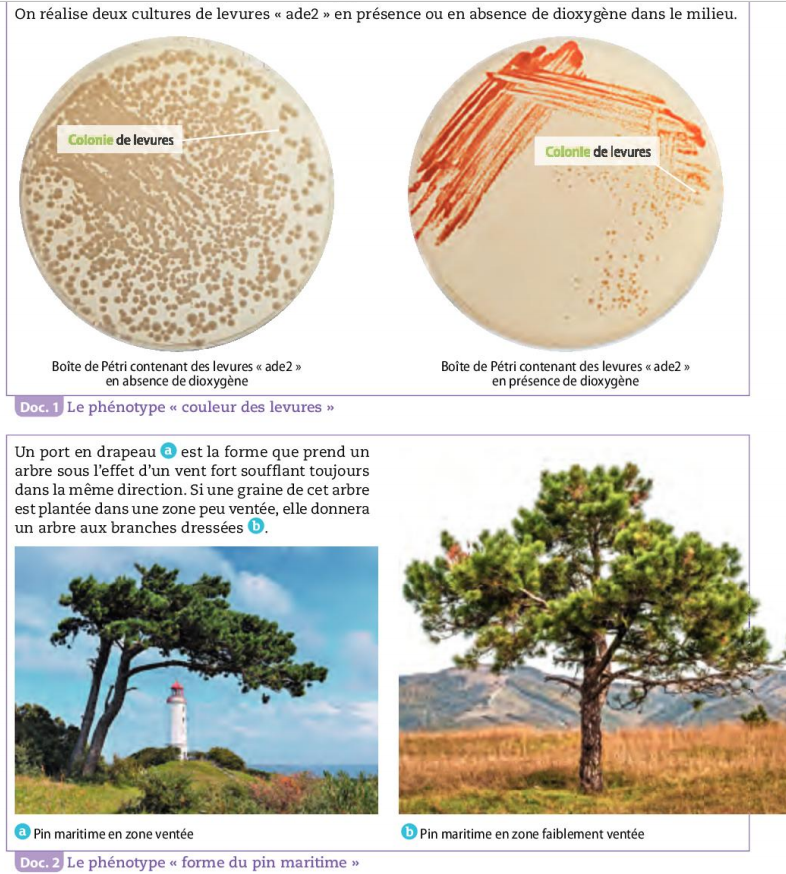 On réalise deux cultures de levures « ade2 » en présence ou en absence de dioxygène dans le milieu.
Colonie de levures
Colonie de levures
Boîte de Pétri contenant des levures « ade2 »
en absence de dioxygène
Boîte de Pétri contenant des levures « ade2 »
en présence de dioxygène
Doc. 1 Le phénotype « couleur des levures »
Un port en drapeau a est la forme que prend un
arbre sous l'effet d'un vent fort soufflant toujours
dans la même direction. Si une graine de cet arbre
est plantée dans une zone peu ventée, elle donnera
un arbre aux branches dressées b.
a Pin maritime en zone ventée
b Pin maritime en zone faiblement ventée
Doc. 2 Le phénotype « forme du pin maritime »